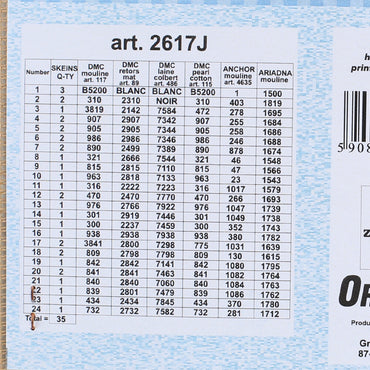 art. 2617J
Number SKEINS Q-TY DMC mouline art. 117 DMC retors mat art. 89 DMC laine colbert art. 486 DMC pearl cotton art. 115 ANCHOR mouline art. 4635 ARIADNA mouline
1 3 B5200 BLANC BLANC B5200 1 1500
2 2 310 2310 NOIR 310 403 1819
3 1 3819 2142 7584 472 278 1695
4 2 907 2907 7342 907 255 1684
5 2 905 2905 7344 905 258 1686
6 2 986 2986 7346 986 246 1688
7 2 890 2499 7389 890 878 1674
8 1 321 2666 7544 321 46 1548
9 1 815 2815 7110 815 47 1566
10 1 963 2818 7133 963 23 1543
11 1 316 2222 7223 316 1017 1579
12 2 470 2470 7770 470 266 1693
13 1 976 2766 7922 976 1047 1739
14 1 301 2919 7446 301 1049 1738
15 1 300 2237 7459 300 352 1743
16 1 938 2938 7938 938 380 1782
17 2 3841 2800 7298 775 1031 1639
18 2 809 2798 7798 809 130 1615
19 1 842 2842 7141 842 1080 1795
20 1 841 2841 7463 841 1082 1764
21 1 840 2840 7060 840 1084 1763
22 1 839 2801 7479 839 1086 1762
23 1 434 2434 7845 434 370 1780
24 1 732 2732 7582 732 281 1712
Total = 35
5 908
Z
OR
Produ
Gr
87-